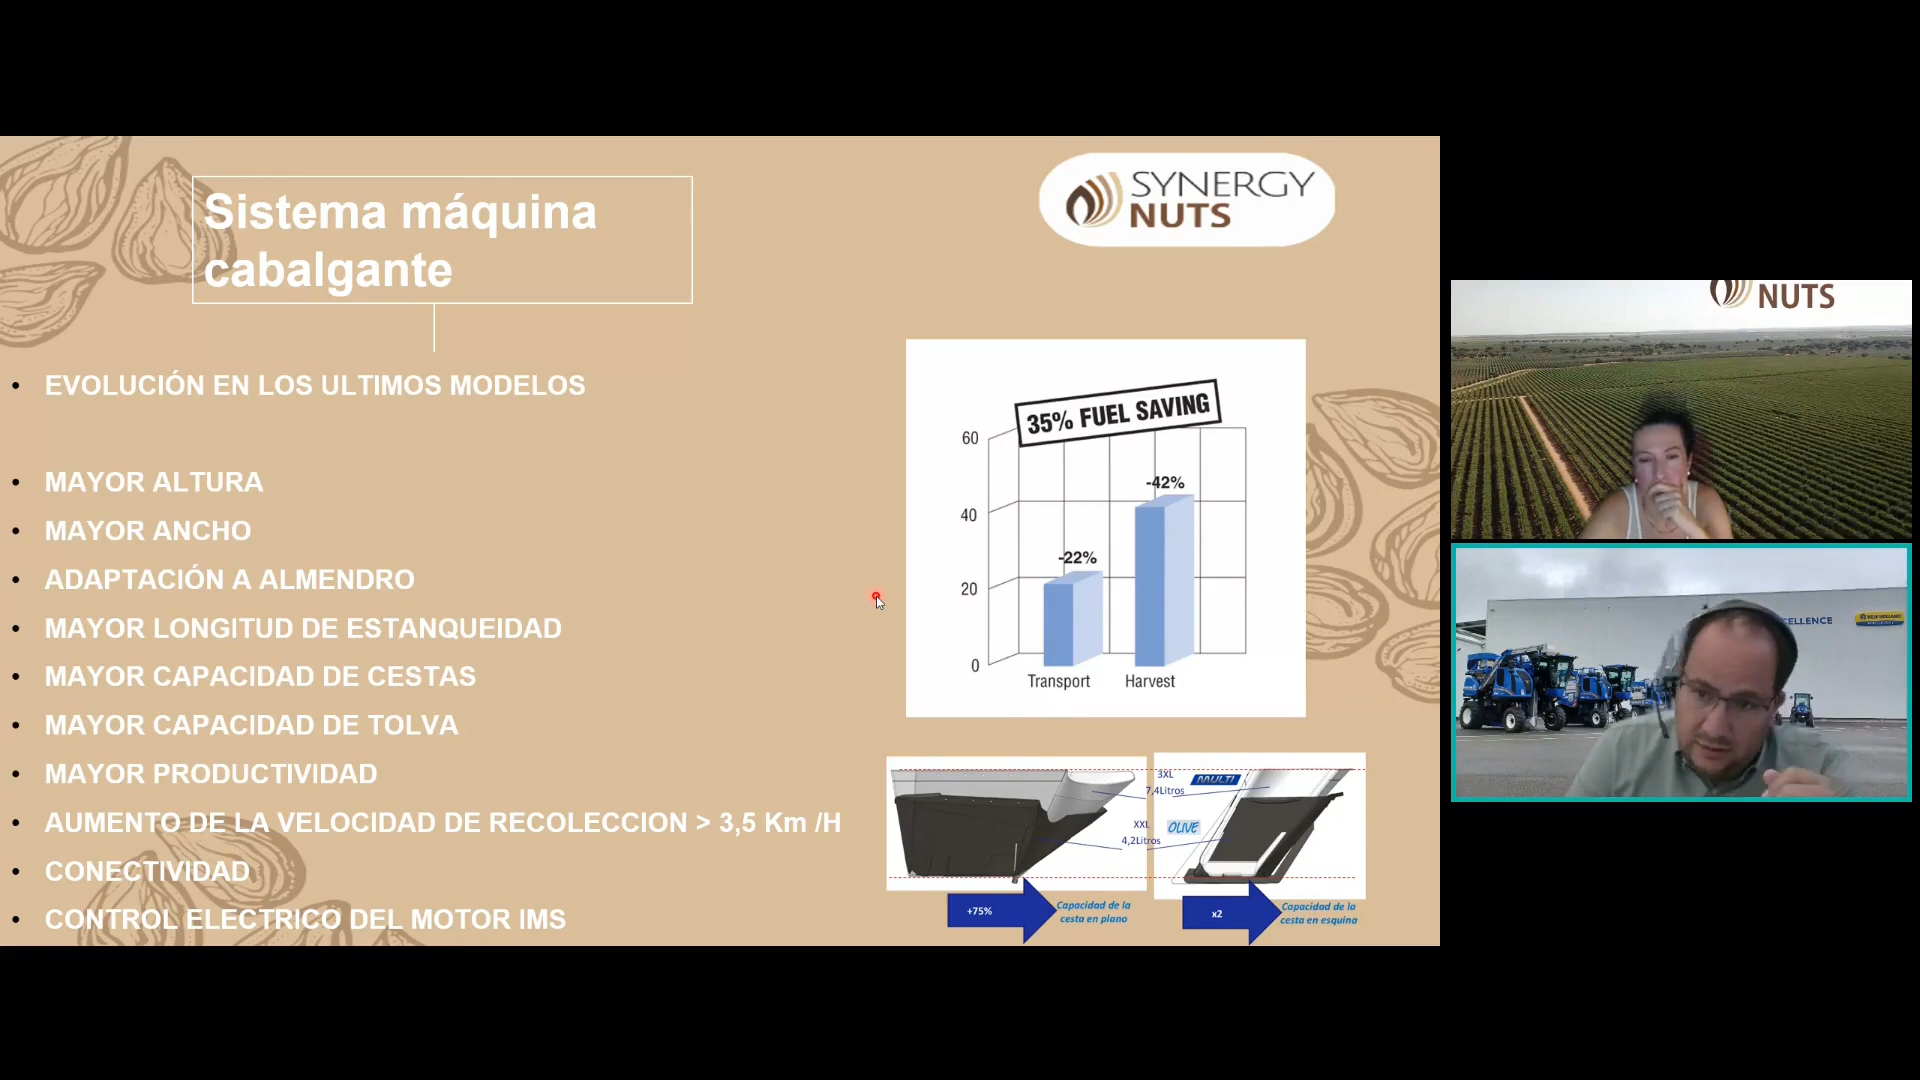 Sistema máquina
cabalgante
SYNERGY
NUTS
• EVOLUCIÓN EN LOS ULTIMOS MODELOS
• MAYOR ALTURA
• MAYOR ANCHO
• ADAPTACIÓN A ALMENDRO
• MAYOR LONGITUD DE ESTANQUEIDAD
• MAYOR CAPACIDAD DE CESTAS
• MAYOR CAPACIDAD DE TOLVA
• MAYOR PRODUCTIVIDAD
• AUMENTO DE LA VELOCIDAD DE RECOLECCION > 3,5 Km /H
• CONECTIVIDAD
• CONTROL ELECTRICO DEL MOTOR IMS
35% FUEL SAVING
60
40
20
0
-22%
-42%
Transport
Harvest
3XL
7,4Litros
MULTI
XXL
4,2Litros
OLIVE
+75%
Capacidad de la
cesta en plano
x2
Capacidad de la
cesta en esquina
NUTS
CELLENCE
NEW HOLLAND